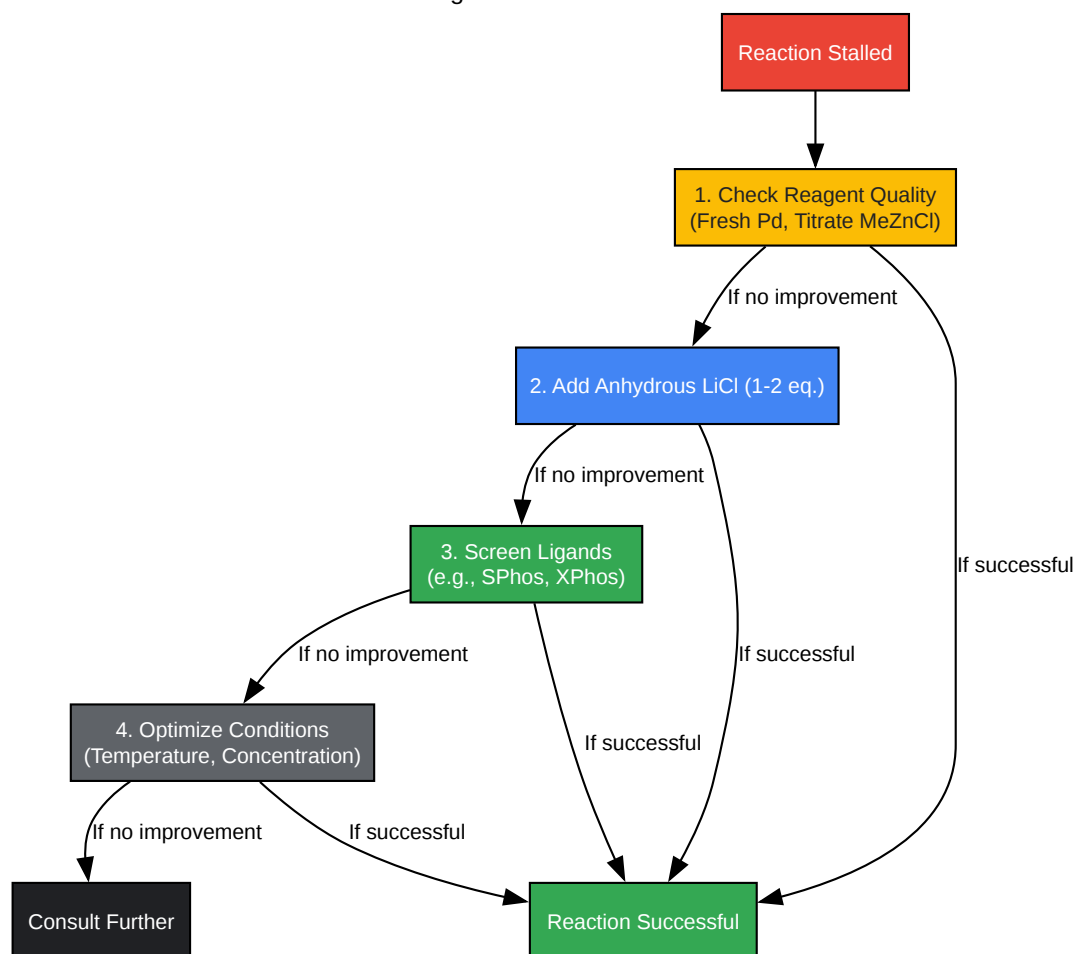 Reaction Stalled
1. Check Reagent Quality
(Fresh Pd, Titrate MeZnCl)
If no improvement
2. Add Anhydrous LiCl (1-2 eq.)
If no improvement
3. Screen Ligands
(e.g., SPhos, XPhos)
If successful
If no improvement
If successful
4. Optimize Conditions
(Temperature, Concentration)
If successful
If no improvement
If successful
Consult Further
Reaction Successful